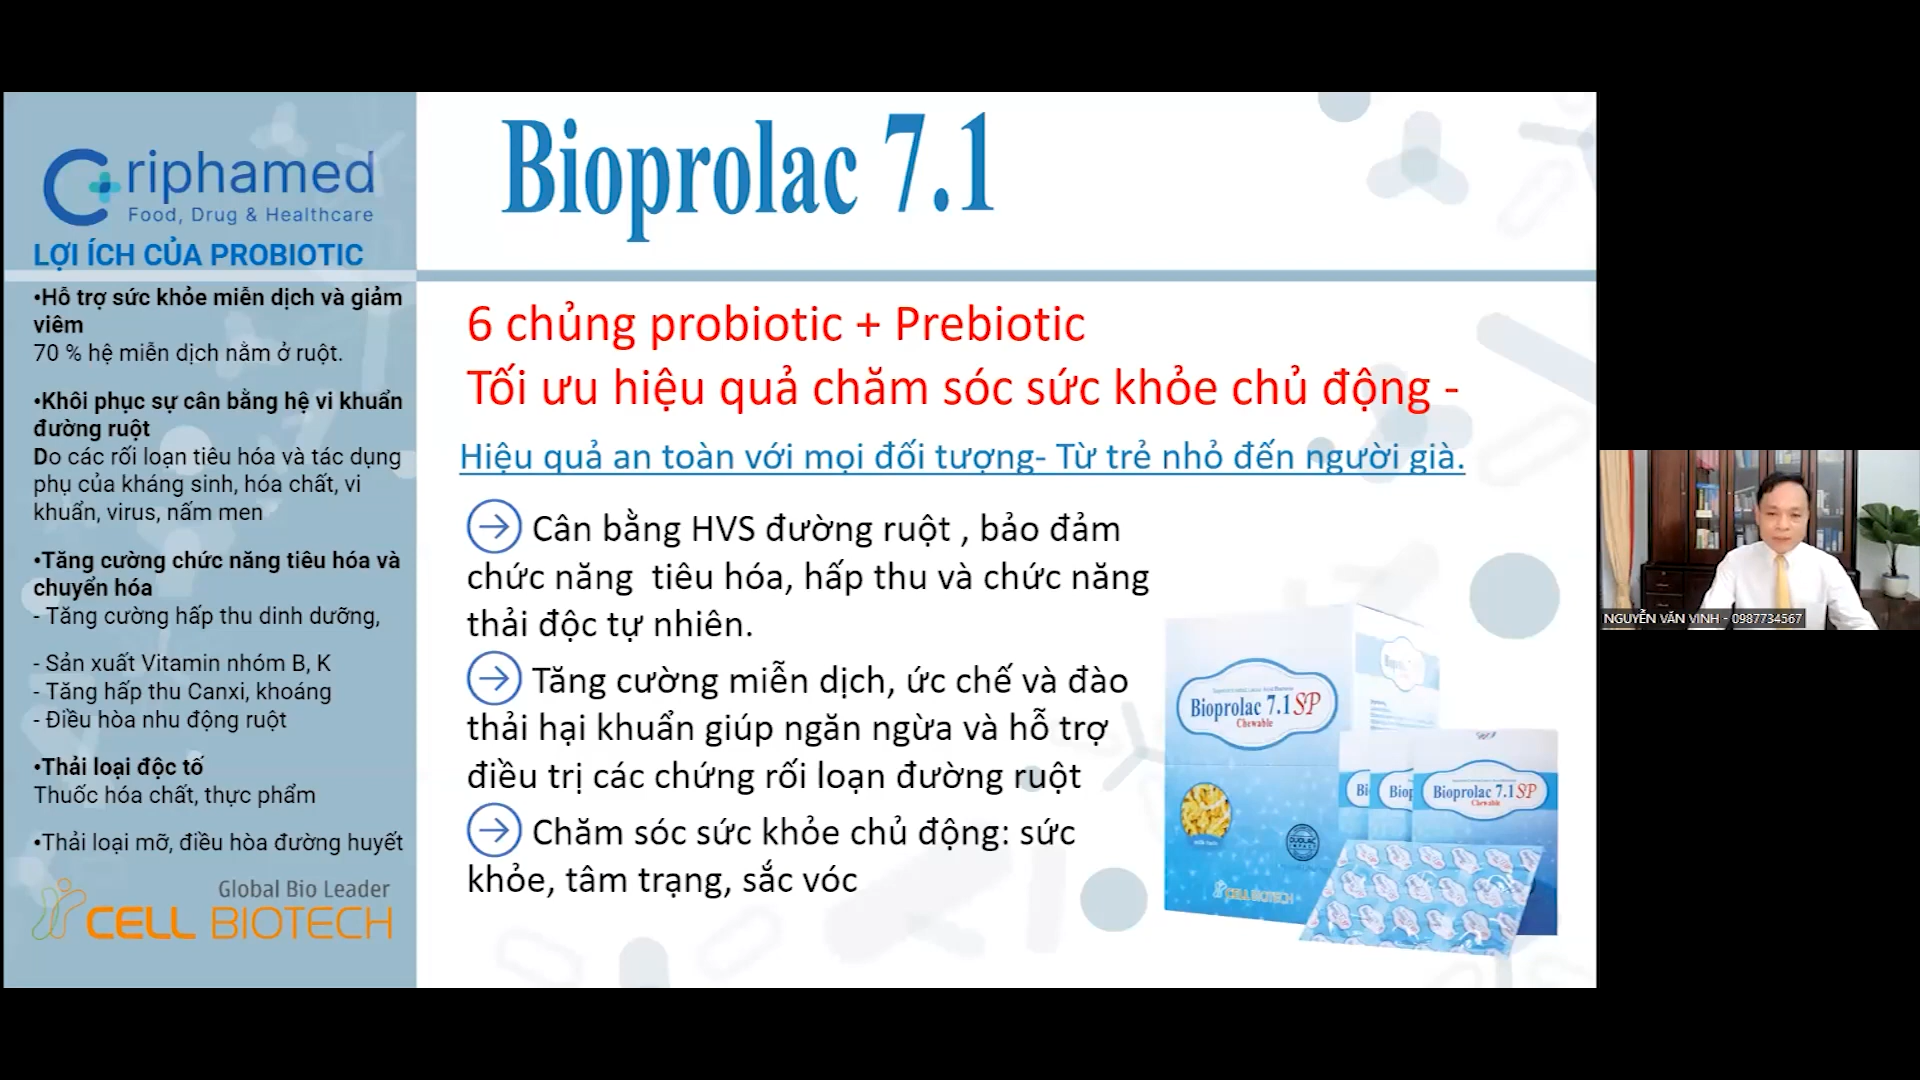 Criphamed
Food, Drug & Healthcare
LỢI ÍCH CỦA PROBIOTIC
•Hỗ trợ sức khỏe miễn dịch và giảm
viêm
70 % hệ miễn dịch nằm ở ruột.
•Khôi phục sự cân bằng hệ vi khuẩn
đường ruột
Do các rối loạn tiêu hóa và tác dụng
phụ của kháng sinh, hóa chất, vi
khuẩn, virus, nấm men
•Tăng cường chức năng tiêu hóa và
chuyển hóa
- Tăng cường hấp thu dinh dưỡng,
- Sản xuất Vitamin nhóm B, K
- Tăng hấp thu Canxi, khoáng
- Điều hòa nhu động ruột
•Thải loại độc tố
Thuốc hóa chất, thực phẩm
•Thải loại mỡ, điều hòa đường huyết
Global Bio Leader
CELL BIOTECH
Bioprolac 7.1
6 chủng probiotic + Prebiotic
Tối ưu hiệu quả chăm sóc sức khỏe chủ động -
Hiệu quả an toàn với mọi đối tượng- Từ trẻ nhỏ đến người già.
Cân bằng HVS đường ruột , bảo đảm
chức năng  tiêu hóa, hấp thu và chức năng
thải độc tự nhiên.
Tăng cường miễn dịch, ức chế và đào
thải hại khuẩn giúp ngăn ngừa và hỗ trợ
điều trị các chứng rối loạn đường ruột
Chăm sóc sức khỏe chủ động: sức
khỏe, tâm trạng, sắc vóc
Bioprolac 7.1 SP
Chewable
CELL BIOTECH
Bioprolac 7.1 SP
Chewable
NGUYỄN VĂN VINH - 0987734567